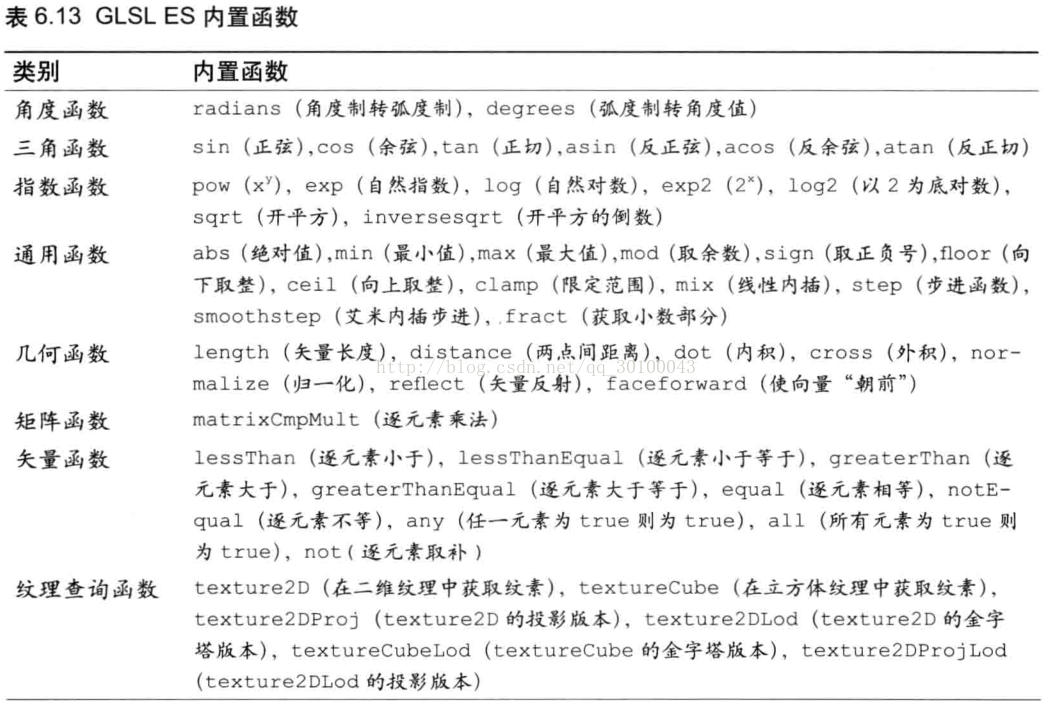 表 6.13 GLSL ES 内置函数
类别 内置函数
角度函数 radians (角度制转弧度制), degrees (弧度制转角度值)
三角函数 sin (正弦),cos (余弦),tan (正切),asin (反正弦),acos (反余弦),atan (反正切)
指数函数 pow (xʸ), exp (自然指数), log (自然对数), exp2 (2ˣ), log2 (以 2 为底对数),
sqrt (开平方), inversesqrt (开平方的倒数)
通用函数 abs (绝对值),min (最小值),max (最大值),mod (取余数),sign (取正负号),floor (向
下取整), ceil (向上取整), clamp (限定范围), mix (线性内插), step (步进函数),
smoothstep (艾米内插步进), fract (获取小数部分)
几何函数 length (矢量长度), distance (两点间距离), dot (内积), cross (外积), nor-
http://blog.csdn.net/qq_30100043
malize (归一化), reflect (矢量反射), faceforward (使向量“朝前”)
矩阵函数 matrixCmpMult (逐元素乘法)
矢量函数 lessThan (逐元素小于), lessThanEqual (逐元素小于等于), greaterThan (逐
元素大于), greaterThanEqual (逐元素大于等于), equal (逐元素相等), notE-
qual (逐元素不等), any (任一元素为 true 则为 true), all (所有元素为 true 则
为 true), not(逐元素取补)
纹理查询函数 texture2D (在二维纹理中获取纹素), textureCube (在立方体纹理中获取纹素),
texture2DProj (texture2D 的投影版本), texture2DLod (texture2D 的金字
塔版本), textureCubeLod (textureCube 的金字塔版本), texture2DProjLod
(texture2DLod 的投影版本)